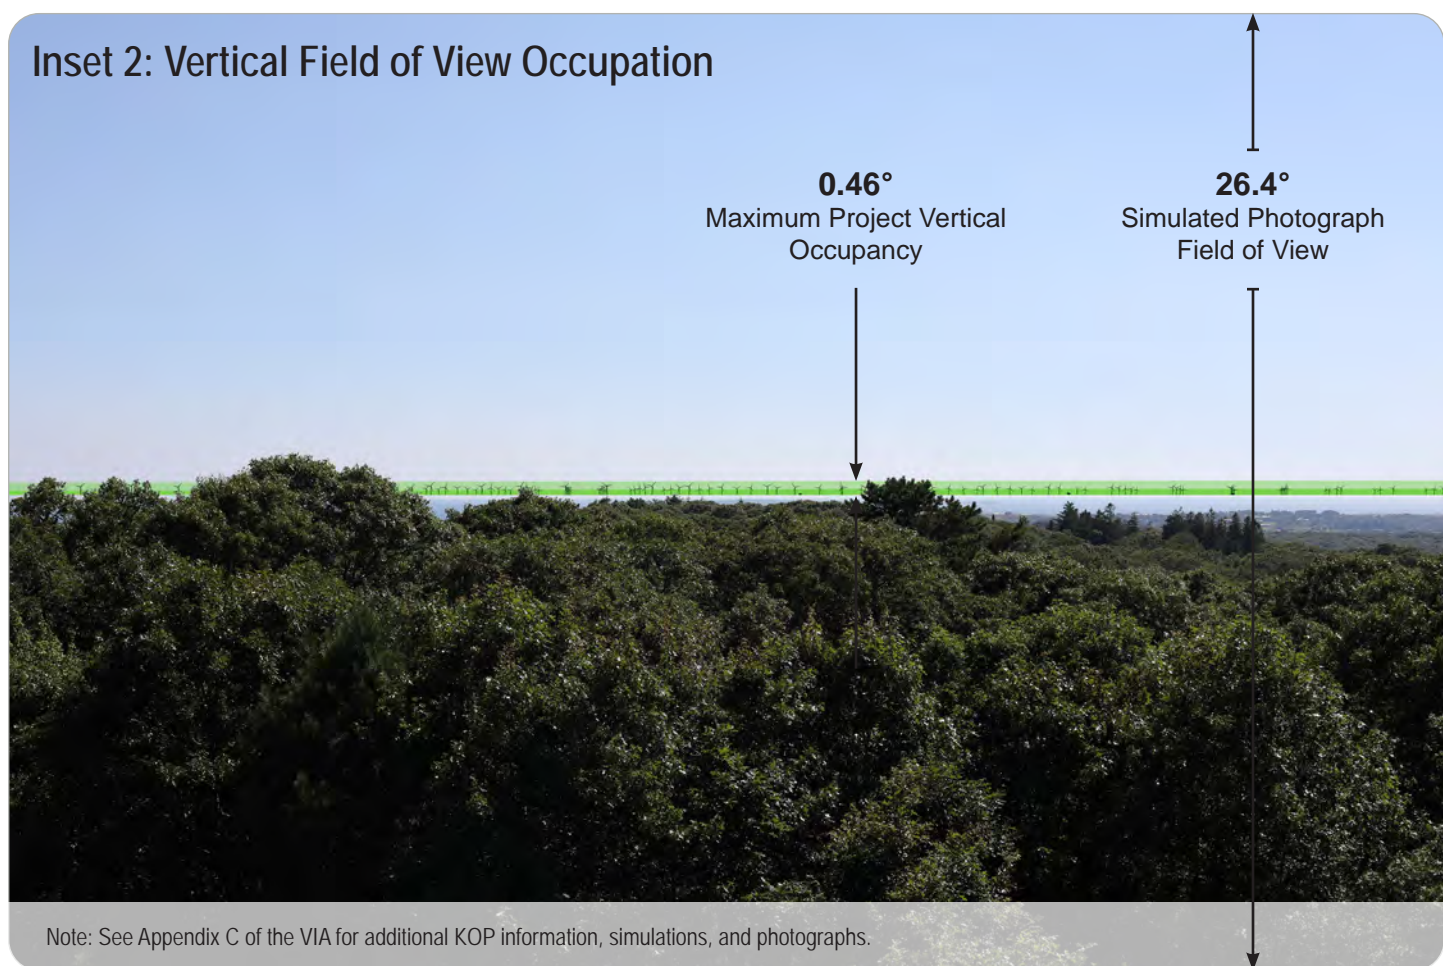 Inset 2: Vertical Field of View Occupation
0.46°
Maximum Project Vertical
Occupancy
26.4°
Simulated Photograph
Field of View
Note: See Appendix C of the VIA for additional KOP information, simulations, and photographs.